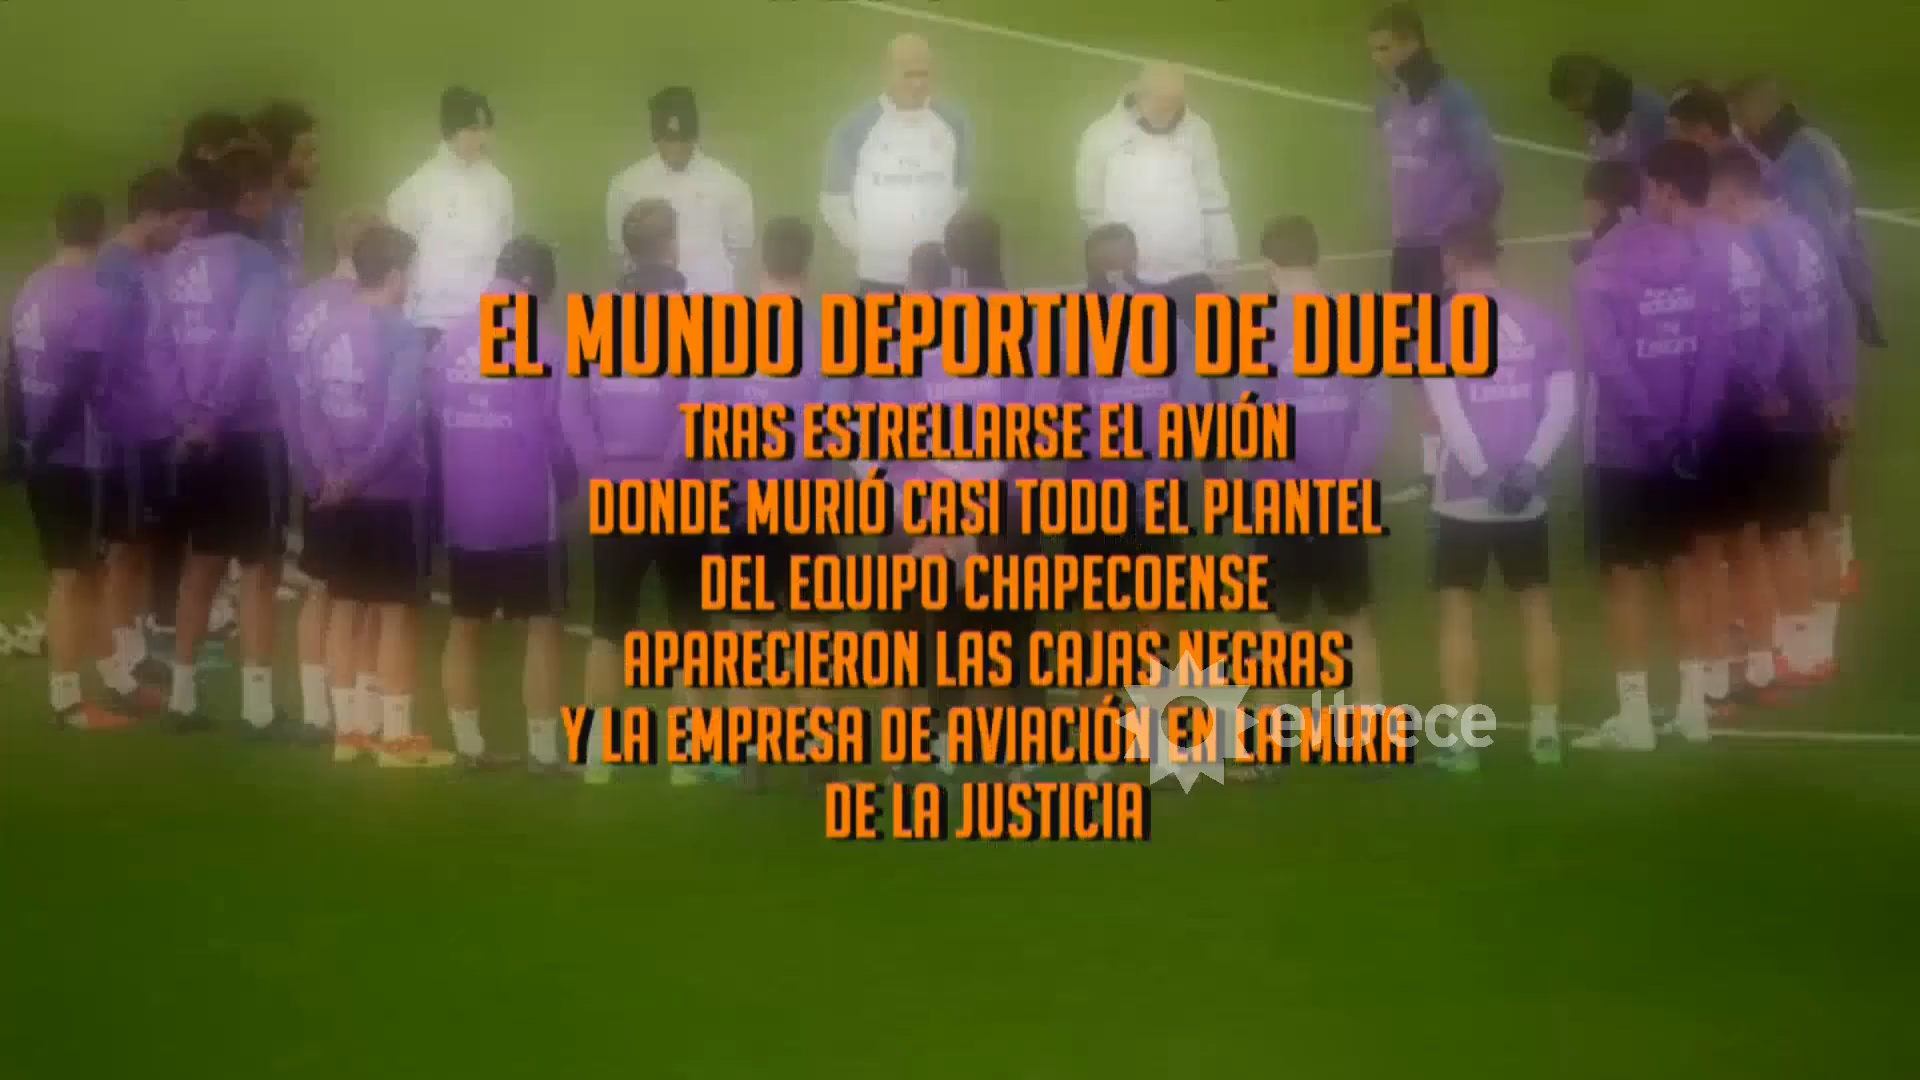 EL MUNDO DEPORTIVO DE DUELO
TRAS ESTRELLARSE EL AVIÓN
DONDE MURIÓ CASI TODO EL PLANTEL
DEL EQUIPO CHAPECOENSE
APARECIERON LAS CAJAS NEGRAS
Y LA EMPRESA DE AVIACIÓN EN LA MIRA
DE LA JUSTICIA
eltrece